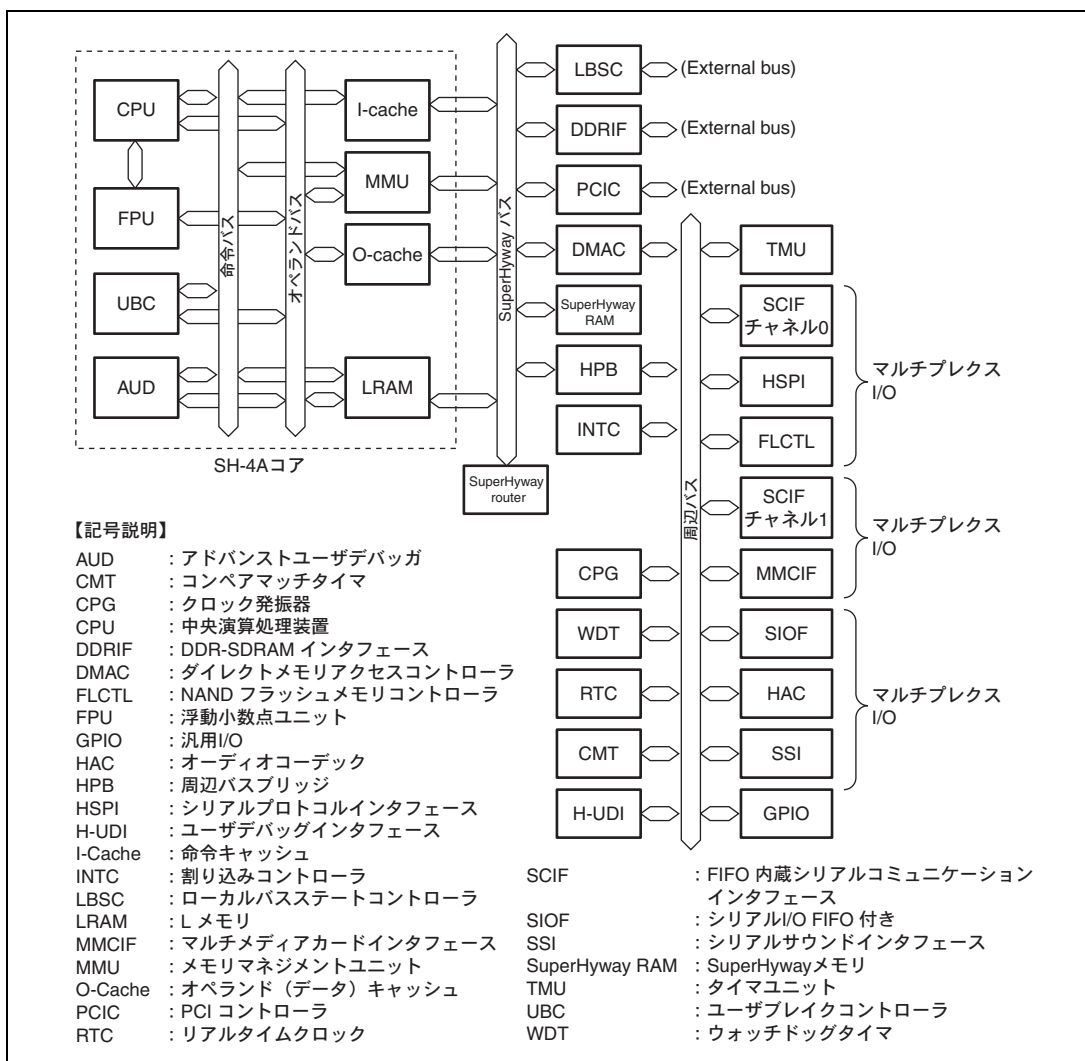 CPU
FPU
UBC
AUD
命令バス
オペランドバス
I-cache
MMU
O-cache
LRAM
SH-4Aコア
SuperHyway バス
SuperHyway
router
LBSC
(External bus)
DDRIF
(External bus)
PCIC
(External bus)
DMAC
SuperHyway
RAM
HPB
INTC
CPG
WDT
RTC
CMT
H-UDI
周辺バス
TMU
SCIF
チャネル0
HSPI
FLCTL
マルチプレクス
I/O
SCIF
チャネル1
MMCIF
マルチプレクス
I/O
SIOF
HAC
SSI
マルチプレクス
I/O
GPIO
【記号説明】
AUD : アドバンストユーザデバッガ
CMT : コンペアマッチタイマ
CPG : クロック発振器
CPU : 中央演算処理装置
DDRIF : DDR-SDRAM インタフェース
DMAC : ダイレクトメモリアクセスコントローラ
FLCTL : NAND フラッシュメモリコントローラ
FPU : 浮動小数点ユニット
GPIO : 汎用I/O
HAC : オーディオコーデック
HPB : 周辺バスブリッジ
HSPI : シリアルプロトコルインタフェース
H-UDI : ユーザデバッグインタフェース
I-Cache : 命令キャッシュ
INTC : 割り込みコントローラ
LBSC : ローカルバスステートコントローラ
LRAM : L メモリ
MMCIF : マルチメディアカードインタフェース
MMU : メモリマネジメントユニット
O-Cache : オペランド（データ）キャッシュ
PCIC : PCI コントローラ
RTC : リアルタイムクロック
SCIF : FIFO 内蔵シリアルコミュニケーション
インタフェース
SIOF : シリアルI/O FIFO 付き
SSI : シリアルサウンドインタフェース
SuperHyway RAM : SuperHywayメモリ
TMU : タイマユニット
UBC : ユーザブレイクコントローラ
WDT : ウォッチドッグタイマ